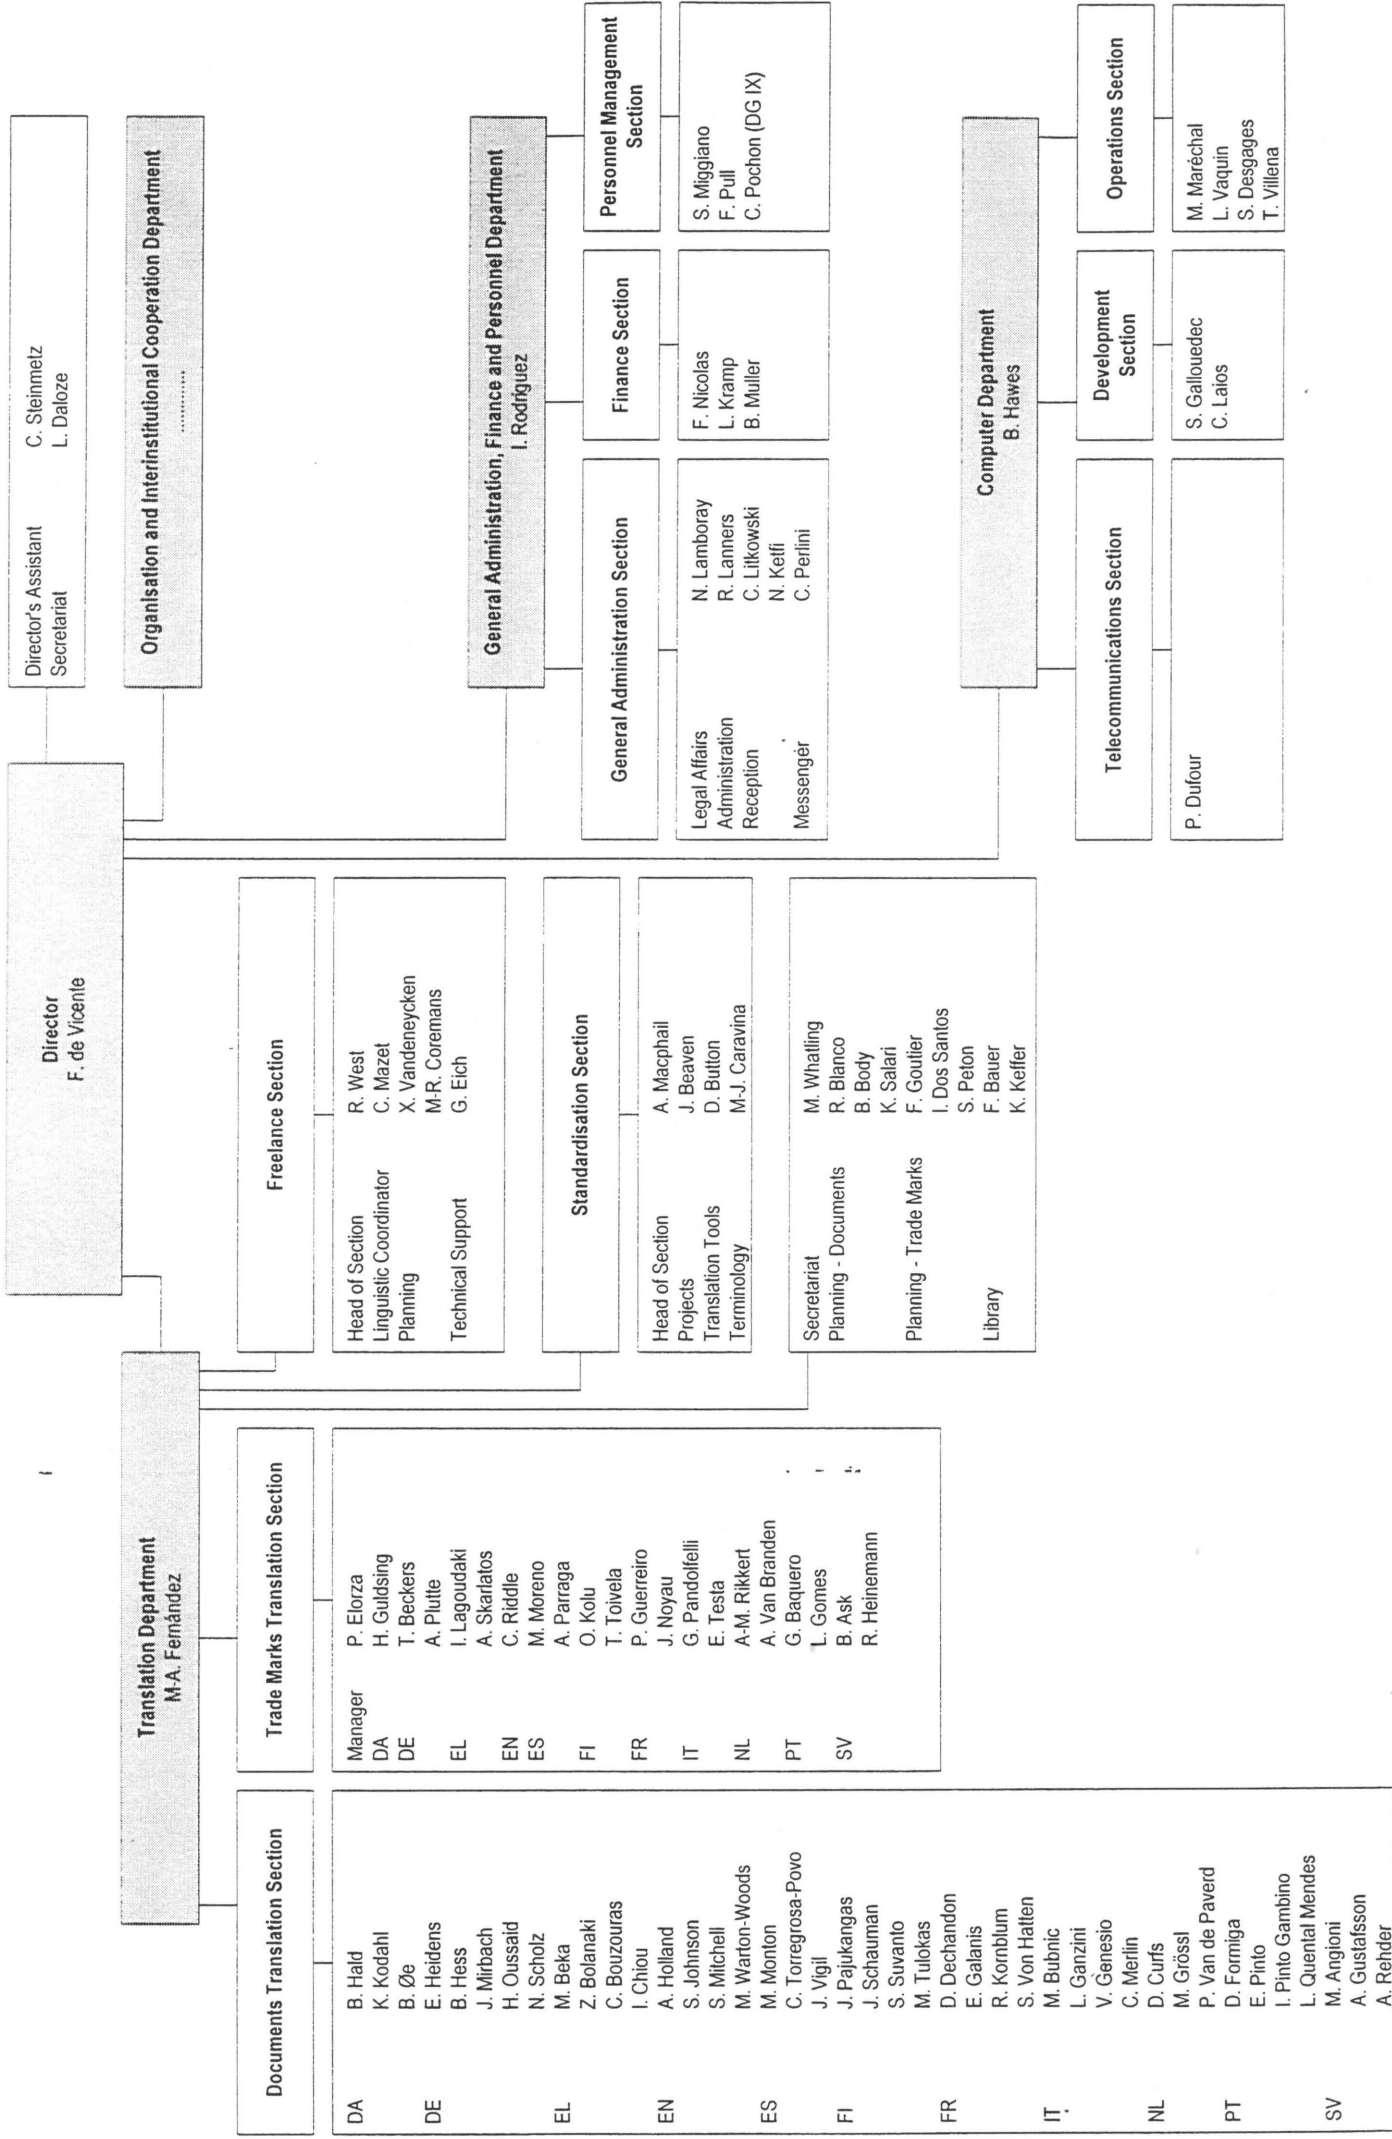 Director
F. de Vicente
Director's Assistant C. Steinmetz
Secretariat L. Daloze
Organisation and Interinstitutional Cooperation Department
..............
Translation Department
M-A. Fernández
Documents Translation Section
DA B. Hald
K. Kodahl
B. Øe
DE E. Heidens
B. Hess
J. Mirbach
H. Oussaid
N. Scholz
EL M. Beka
Z. Bolanaki
C. Bouzouras
I. Chiou
EN A. Holland
S. Johnson
S. Mitchell
M. Warton-Woods
ES M. Monton
C. Torregrosa-Povo
J. Vigil
FI J. Pajukangas
J. Schauman
S. Suvanto
M. Tulokas
FR D. Dechandon
E. Galanis
R. Kornblum
S. Von Hatten
IT M. Bubnic
L. Ganzini
V. Genesio
C. Merlin
NL D. Curfs
M. Grössl
P. Van de Paverd
PT D. Formiga
E. Pinto
I. Pinto Gambino
L. Quental Mendes
SV M. Angioni
A. Gustafsson
A. Rehder
Trade Marks Translation Section
Manager P. Elorza
DA H. Guldsing
DE T. Beckers
A. Plutte
EL I. Lagoudaki
A. Skarlatos
EN C. Riddle
ES M. Moreno
A. Parraga
FI O. Kolu
T. Toivela
FR P. Guerreiro
J. Noyau
IT G. Pandolfelli
E. Testa
NL A-M. Rikkert
A. Van Branden
PT G. Baquero
L. Gomes
SV B. Ask
R. Heinemann
Freelance Section
Head of Section R. West
Linguistic Coordinator C. Mazet
Planning X. Vandeneycken
M-R. Coremans
Technical Support G. Eich
Standardisation Section
Head of Section A. Macphail
Projects J. Beaven
Translation Tools D. Button
Terminology M-J. Caravina
Secretariat M. Whatling
Planning - Documents R. Blanco
B. Body
K. Salari
Planning - Trade Marks F. Goutier
I. Dos Santos
S. Peton
Library F. Bauer
K. Keffer
General Administration, Finance and Personnel Department
I. Rodríguez
General Administration Section
Legal Affairs N. Lamboray
Administration R. Lanners
Reception C. Litkowski
N. Ketfi
Messenger C. Perlini
Finance Section
F. Nicolas
L. Kramp
B. Muller
Personnel Management
Section
S. Miggiano
F. Pull
C. Pochon (DG IX)
Computer Department
B. Hawes
Telecommunications Section
P. Dufour
Development
Section
S. Gallouedec
C. Laios
Operations Section
M. Maréchal
L. Vaquin
S. Desgages
T. Villena